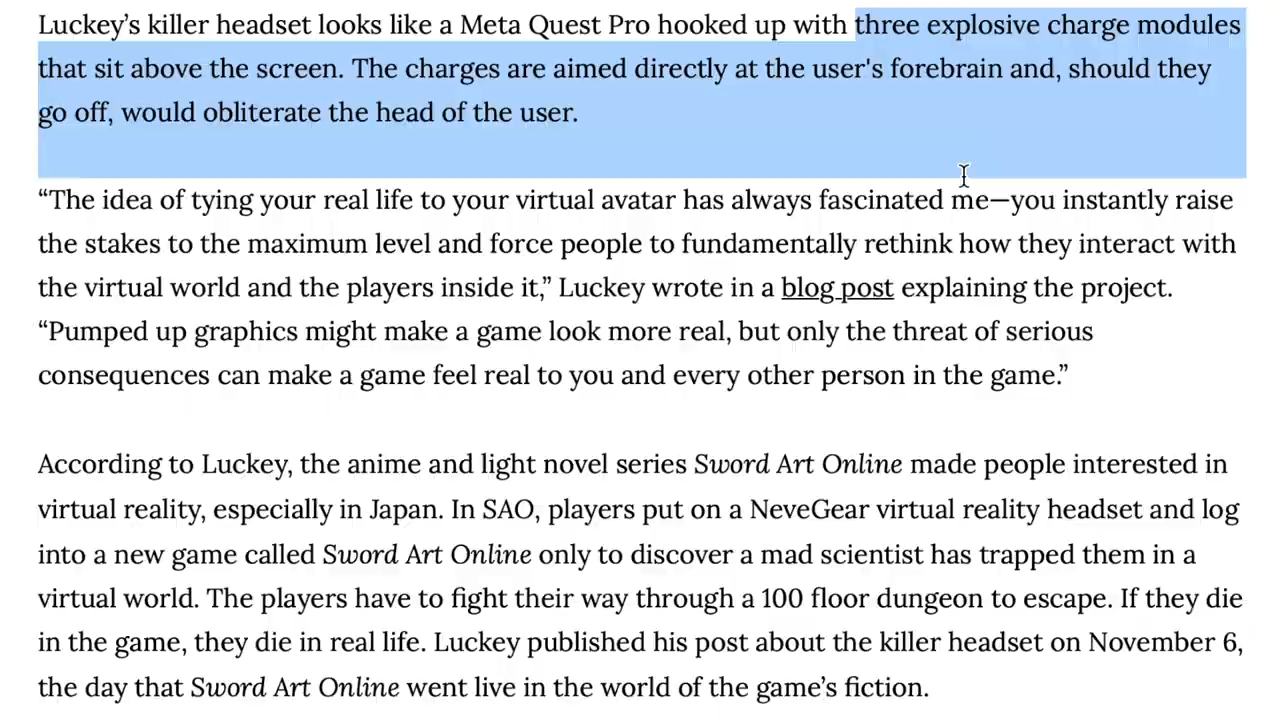 Luckey’s killer headset looks like a Meta Quest Pro hooked up with three explosive charge modules
that sit above the screen. The charges are aimed directly at the user's forebrain and, should they
go off, would obliterate the head of the user.
“The idea of tying your real life to your virtual avatar has always fascinated me—you instantly raise
the stakes to the maximum level and force people to fundamentally rethink how they interact with
the virtual world and the players inside it,” Luckey wrote in a blog post explaining the project.
“Pumped up graphics might make a game look more real, but only the threat of serious
consequences can make a game feel real to you and every other person in the game.”
According to Luckey, the anime and light novel series Sword Art Online made people interested in
virtual reality, especially in Japan. In SAO, players put on a NeveGear virtual reality headset and log
into a new game called Sword Art Online only to discover a mad scientist has trapped them in a
virtual world. The players have to fight their way through a 100 floor dungeon to escape. If they die
in the game, they die in real life. Luckey published his post about the killer headset on November 6,
the day that Sword Art Online went live in the world of the game’s fiction.